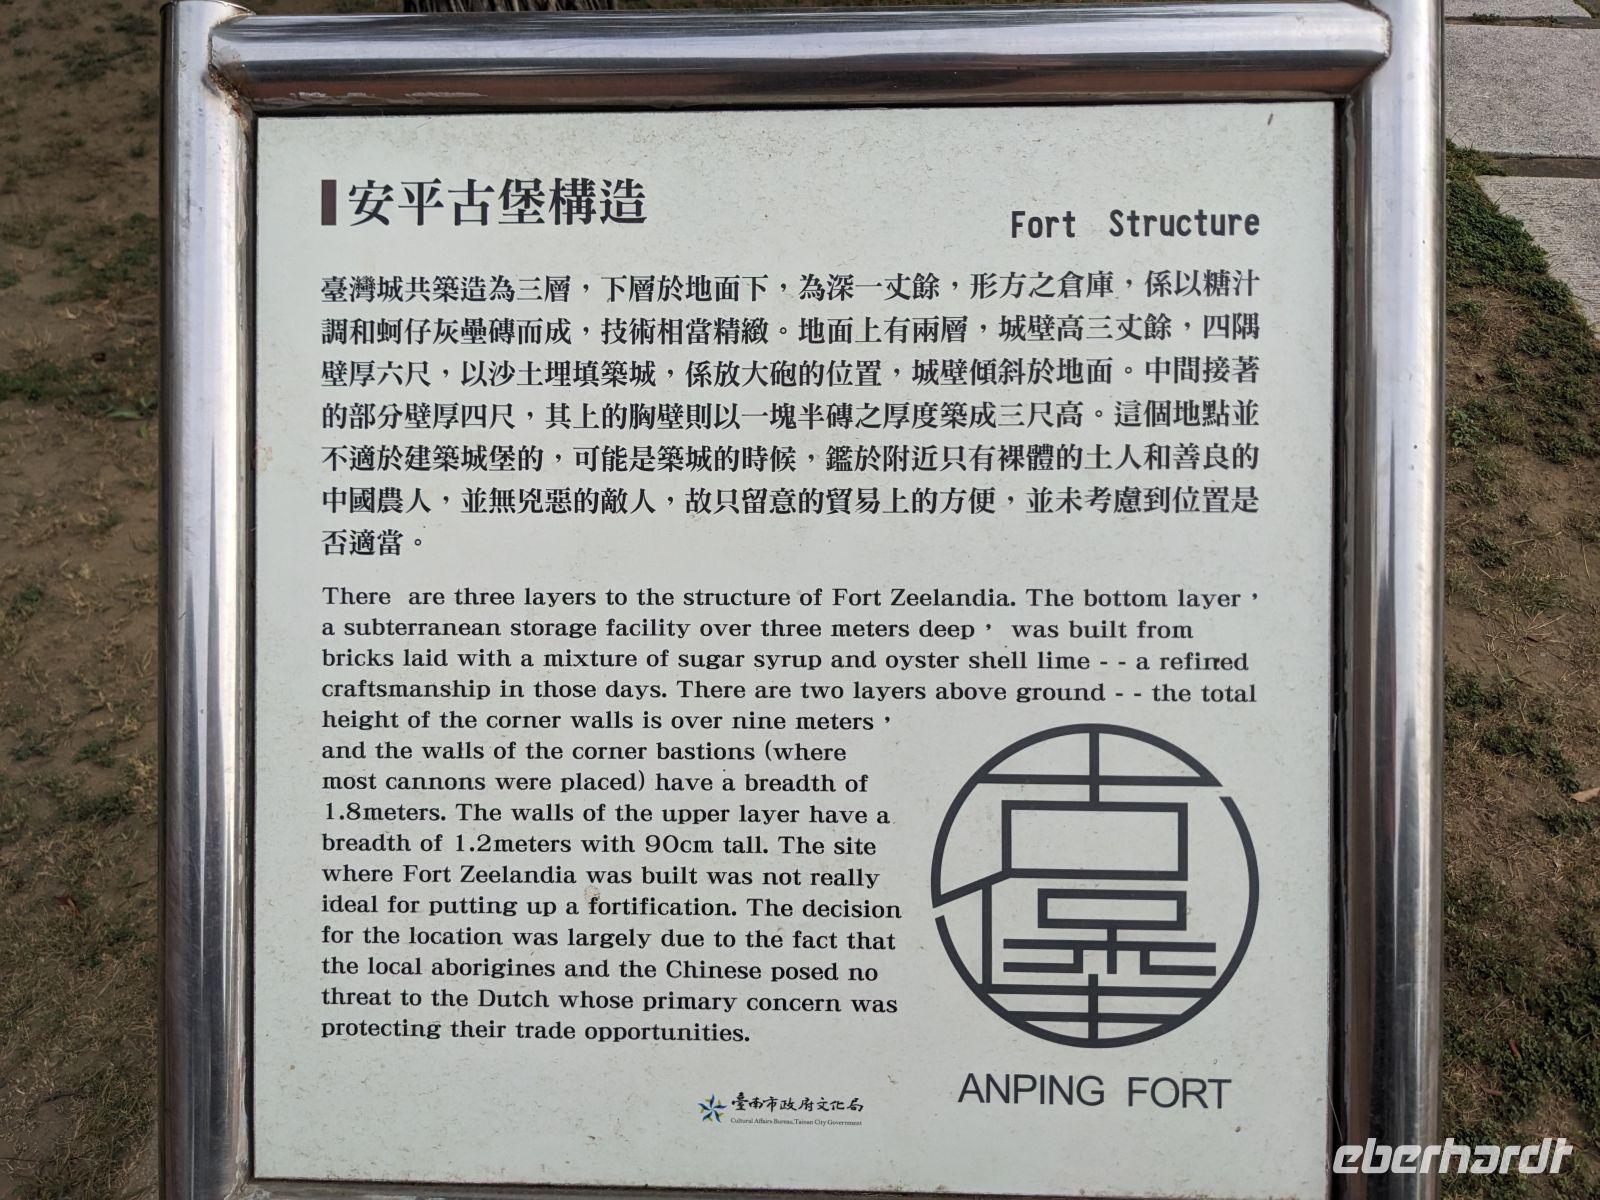 安平古堡構造
Fort Structure
臺灣城共築造為三層，下層於地面下，為深一丈餘，形方之倉庫，係以糖汁
調和蚵仔灰壘磚而成，技術相當精緻。地面上有兩層，城壁高三丈餘，四隅
壁厚六尺，以沙土埋填築城，係放大砲的位置，城壁傾斜於地面。中間接著
的部分壁厚四尺，其上的胸壁則以一塊半磚之厚度築成三尺高。這個地點並
不適於建築城堡的，可能是築城的時候，鑑於附近只有裸體的土人和善良的
中國農人，並無兇惡的敵人，故只留意的貿易上的方便，並未考慮到位置是
否適當。
There are three layers to the structure of Fort Zeelandia. The bottom layer，
a subterranean storage facility over three meters deep， was built from
bricks laid with a mixture of sugar syrup and oyster shell lime - - a refined
craftsmanship in those days. There are two layers above ground - - the total
height of the corner walls is over nine meters，
and the walls of the corner bastions (where
most cannons were placed) have a breadth of
1.8meters. The walls of the upper layer have a
breadth of 1.2meters with 90cm tall. The site
where Fort Zeelandia was built was not really
ideal for putting up a fortification. The decision
for the location was largely due to the fact that
the local aborigines and the Chinese posed no
threat to the Dutch whose primary concern was
protecting their trade opportunities.
ANPING FORT
臺南市政府文化局
Cultural Affairs Bureau, Tainan City Government
eberhardt